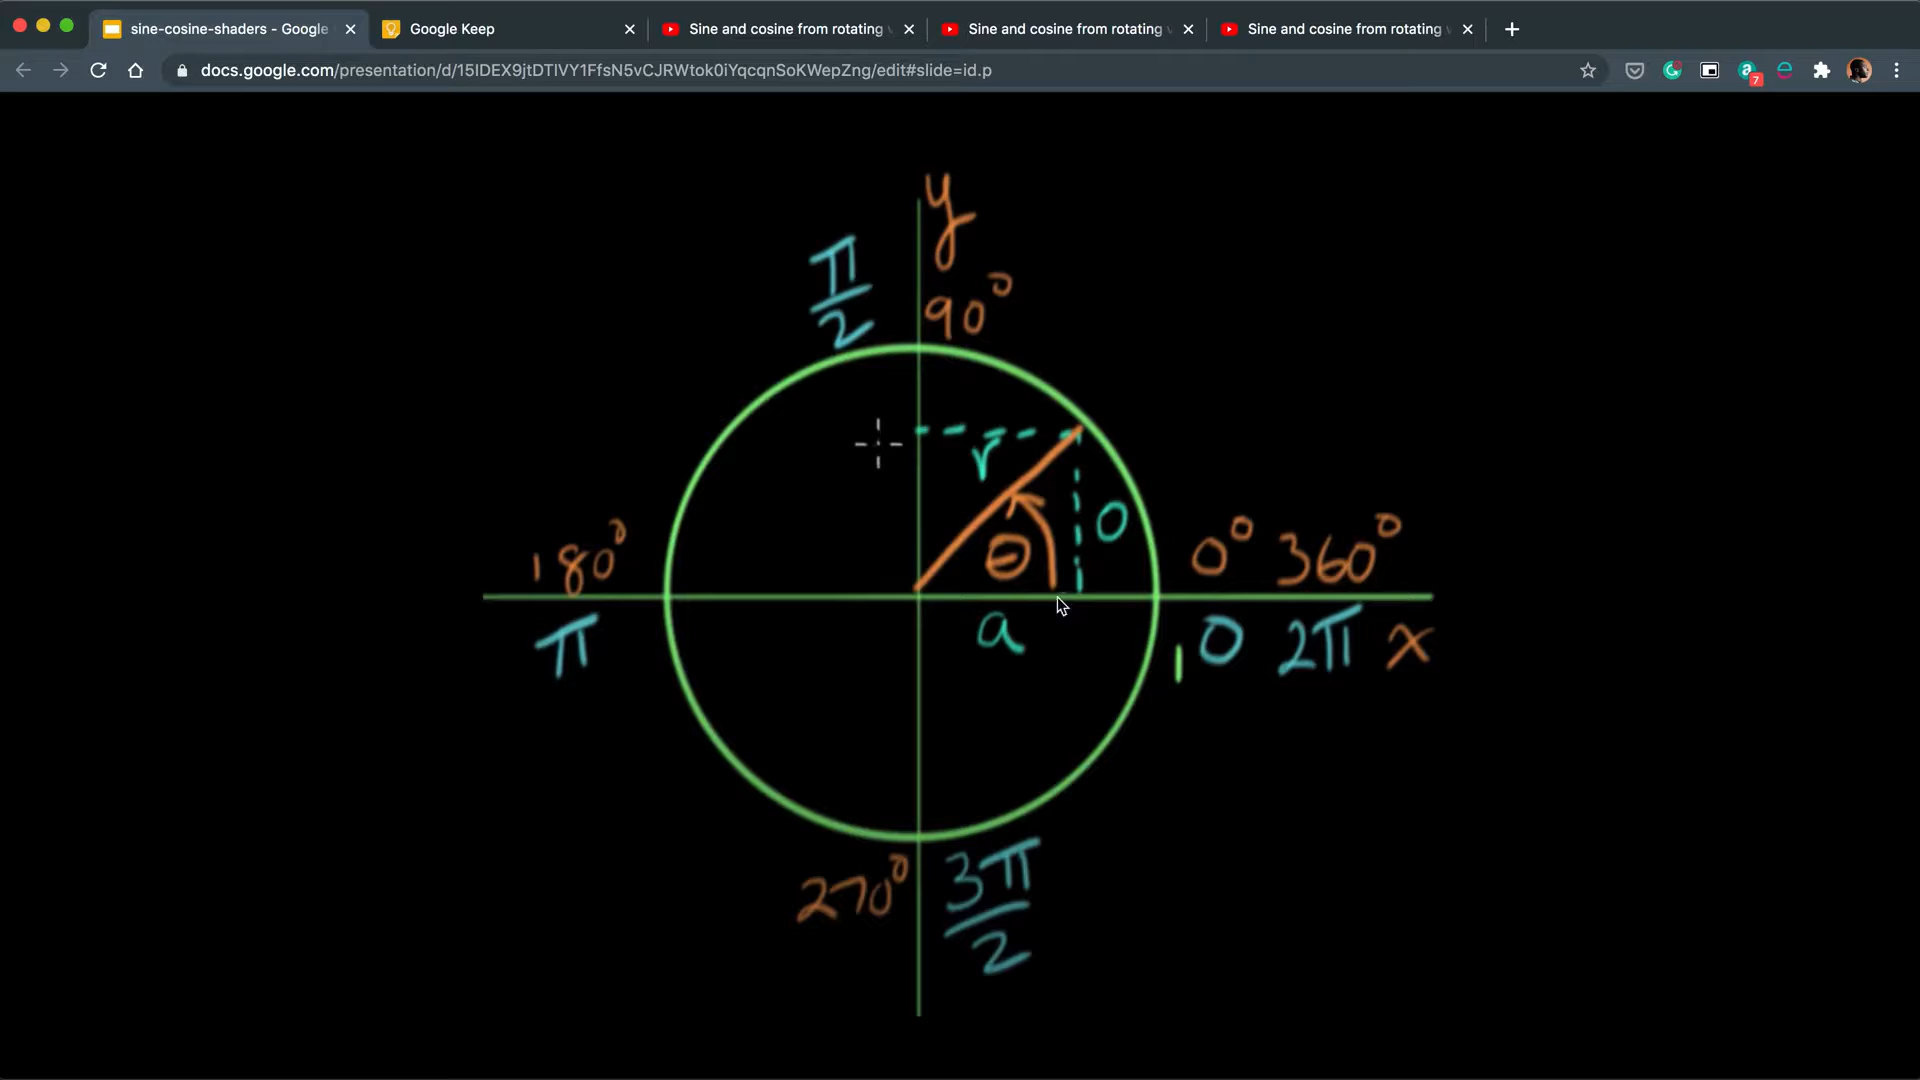 sine-cosine-shaders - Google
Google Keep
Sine and cosine from rotating
Sine and cosine from rotating
Sine and cosine from rotating
docs.google.com/presentation/d/15IDEX9jtDTIVY1FfsN5vCJRWtok0iYqcqnSoKWepZng/edit#slide=id.p
7
y
π/2
90°
r
o
θ
180°
0° 360°
π
a
1
0 2π x
270°
3π/2